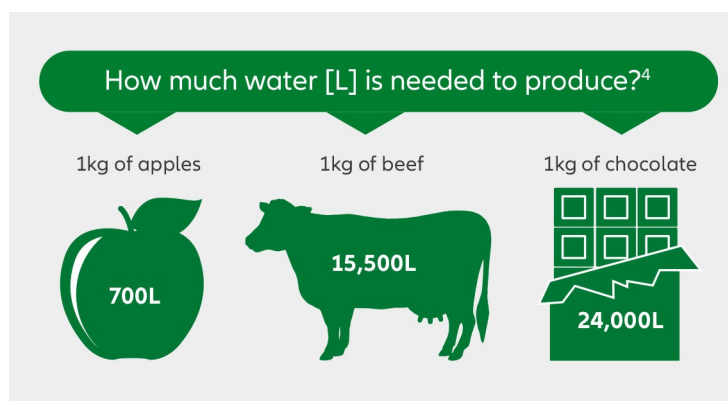 How much water [L] is needed to produce?⁴
1kg of apples
1kg of beef
1kg of chocolate
700L
15,500L
24,000L